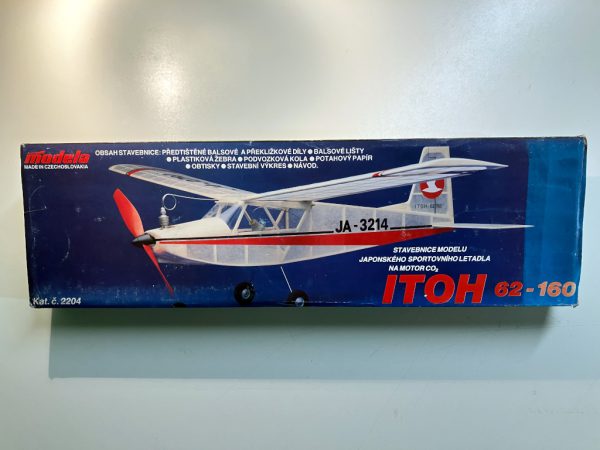 modela
MADE IN CZECHOSLOVAKIA
OBSAH STAVEBNICE: PŘEDTIŠTĚNÉ BALSOVÉ A PŘEKLIŽKOVÉ DÍLY ● BALSOVÉ LIŠTY
● PLASTIKOVÁ ŽEBRA ● PODVOZKOVÁ KOLA ● POTAHOVÝ PAPÍR
● OBTISKY ● STAVEBNÍ VÝKRES ● NÁVOD.
JA-3214
STAVEBNICE MODELU
JAPONSKÉHO SPORTOVNÍHO LETADLA
NA MOTOR CO₂
ITOH 62-160
Kat. č. 2204